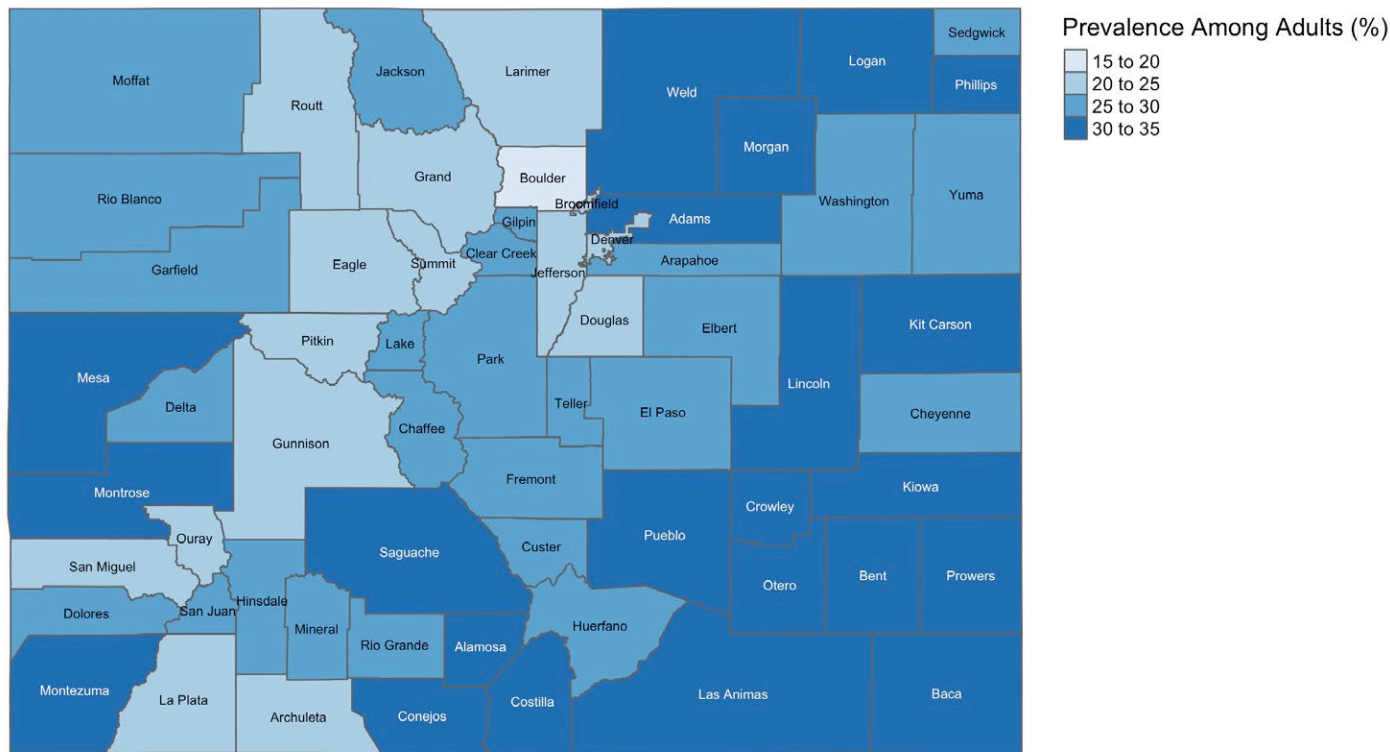 Prevalence Among Adults (%)
15 to 20
20 to 25
25 to 30
30 to 35
Sedgwick
Moffat
Jackson
Larimer
Logan
Routt
Weld
Phillips
Morgan
Grand
Boulder
Rio Blanco
Washington
Yuma
Broomfield
Gilpin
Adams
Denver
Clear Creek
Arapahoe
Garfield
Eagle
Summit
Jefferson
Douglas
Elbert
Kit Carson
Pitkin
Lake
Park
Mesa
Lincoln
Delta
Teller
El Paso
Cheyenne
Chaffee
Gunnison
Fremont
Montrose
Kiowa
Crowley
Ouray
Pueblo
Saguache
Custer
San Miguel
Otero
Bent
Prowers
Dolores
San Juan
Hinsdale
Mineral
Huerfano
Rio Grande
Alamosa
Montezuma
La Plata
Las Animas
Baca
Costilla
Archuleta
Conejos